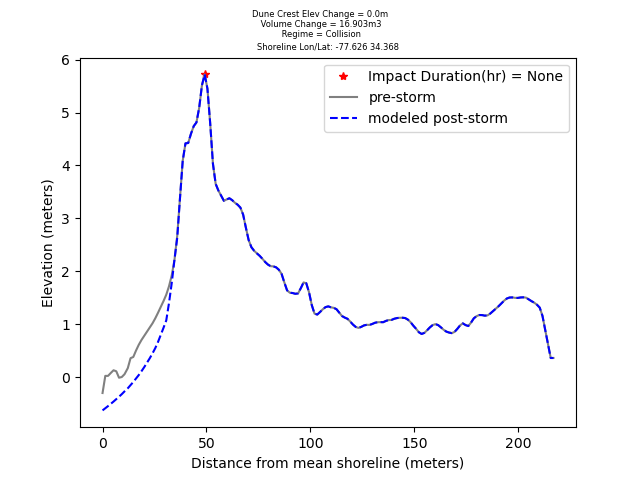 Dune Crest Elev Change = 0.0m
Volume Change = 16.903m3
Regime = Collision
Shoreline Lon/Lat: -77.626 34.368
Impact Duration(hr) = None
pre-storm
modeled post-storm
Elevation (meters)
6
5
4
3
2
1
0
0 50 100 150 200
Distance from mean shoreline (meters)